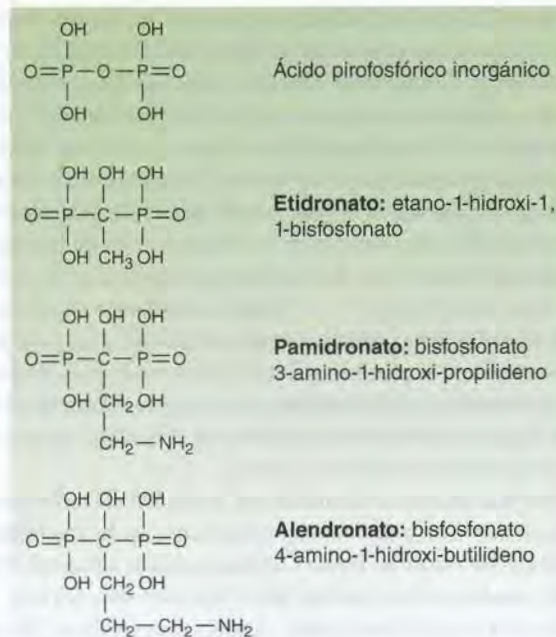 OH OH
O=P—O—P=O
OH OH
Ácido pirofosfórico inorgánico
OH OH OH
O=P—C—P=O
OH CH₃ OH
Etidronato: etano-1-hidroxi-1,
1-bisfosfonato
OH OH OH
O=P—C—P=O
OH CH₂ OH
CH₂—NH₂
Pamidronato: bisfosfonato
3-amino-1-hidroxi-propilideno
OH OH OH
O=P—C—P=O
OH CH₂ OH
CH₂—CH₂—NH₂
Alendronato: bisfosfonato
4-amino-1-hidroxi-butilideno